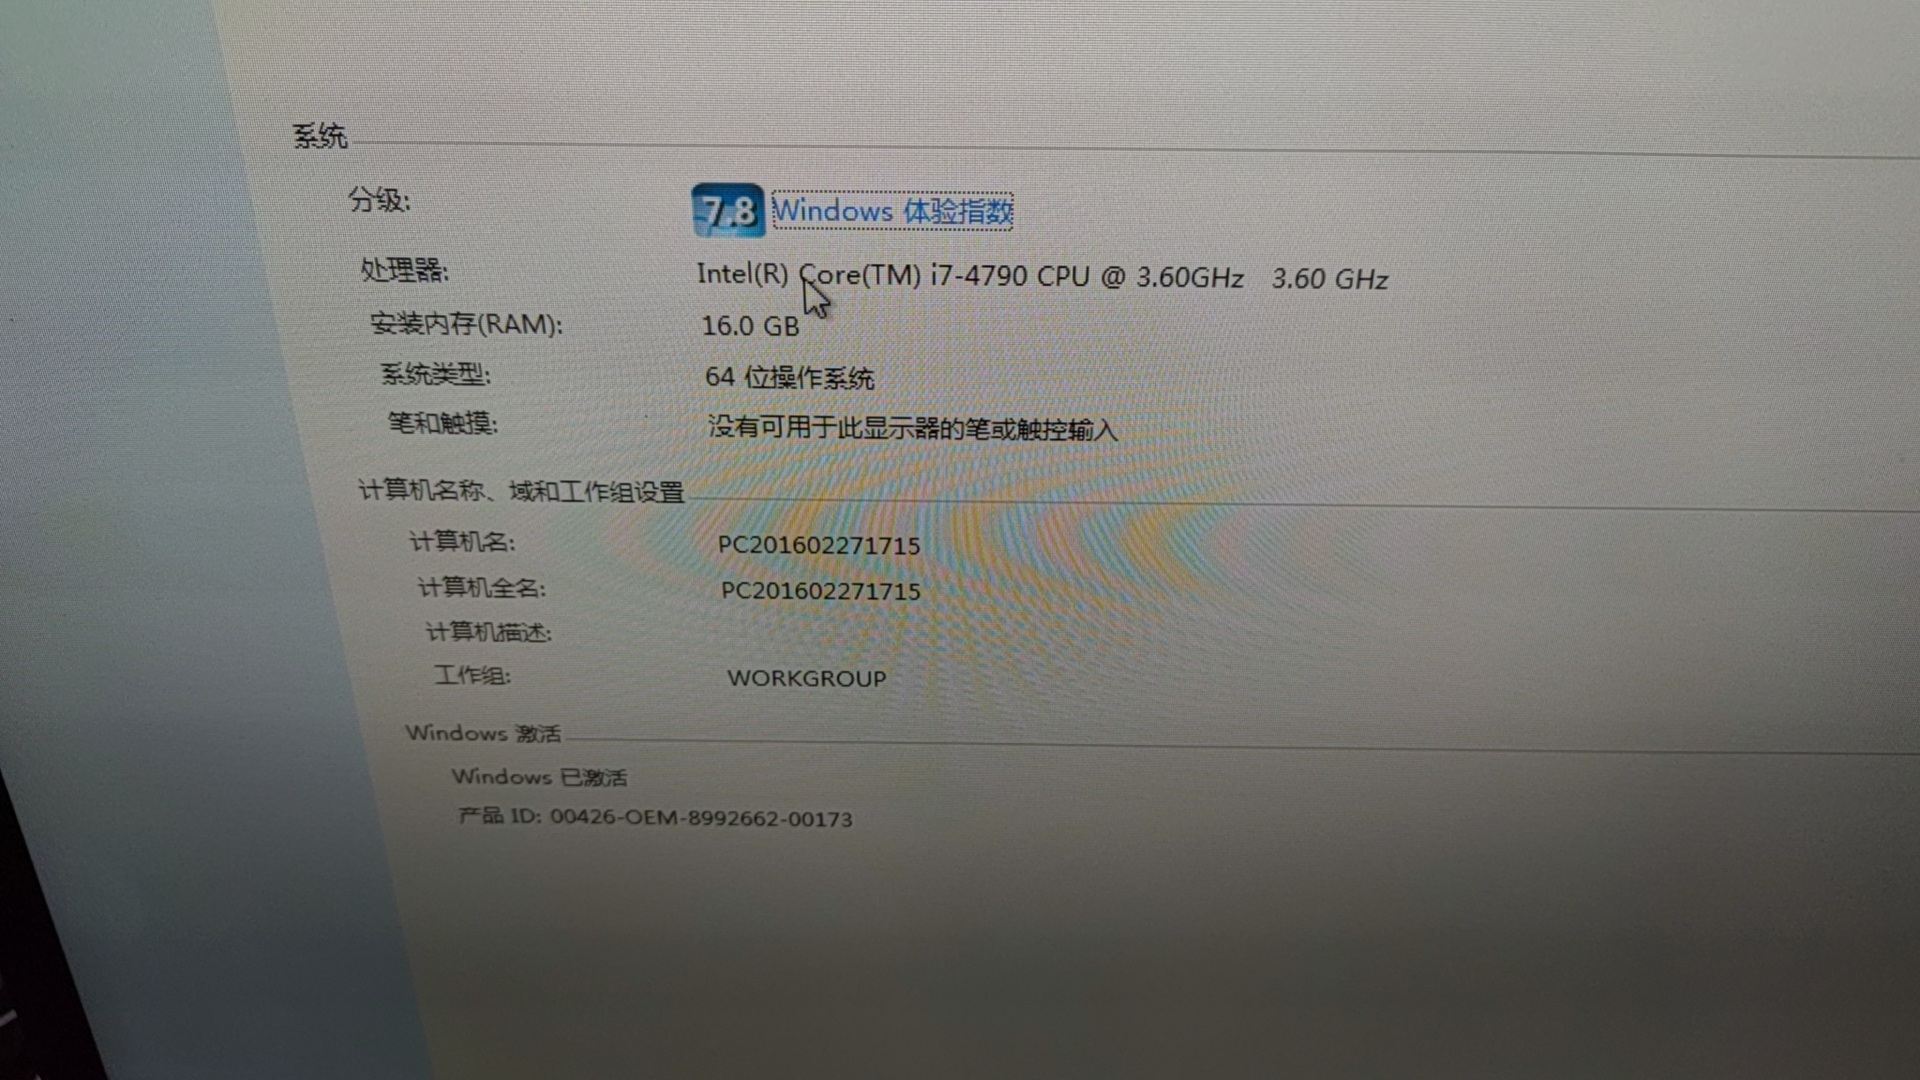 系统
分级: 7.8 Windows 体验指数
处理器: Intel(R) Core(TM) i7-4790 CPU @ 3.60GHz 3.60 GHz
安装内存(RAM): 16.0 GB
系统类型: 64 位操作系统
笔和触摸: 没有可用于此显示器的笔或触控输入
计算机名称、域和工作组设置
计算机名: PC201602271715
计算机全名: PC201602271715
计算机描述:
工作组: WORKGROUP
Windows 激活
Windows 已激活
产品 ID: 00426-OEM-8992662-00173